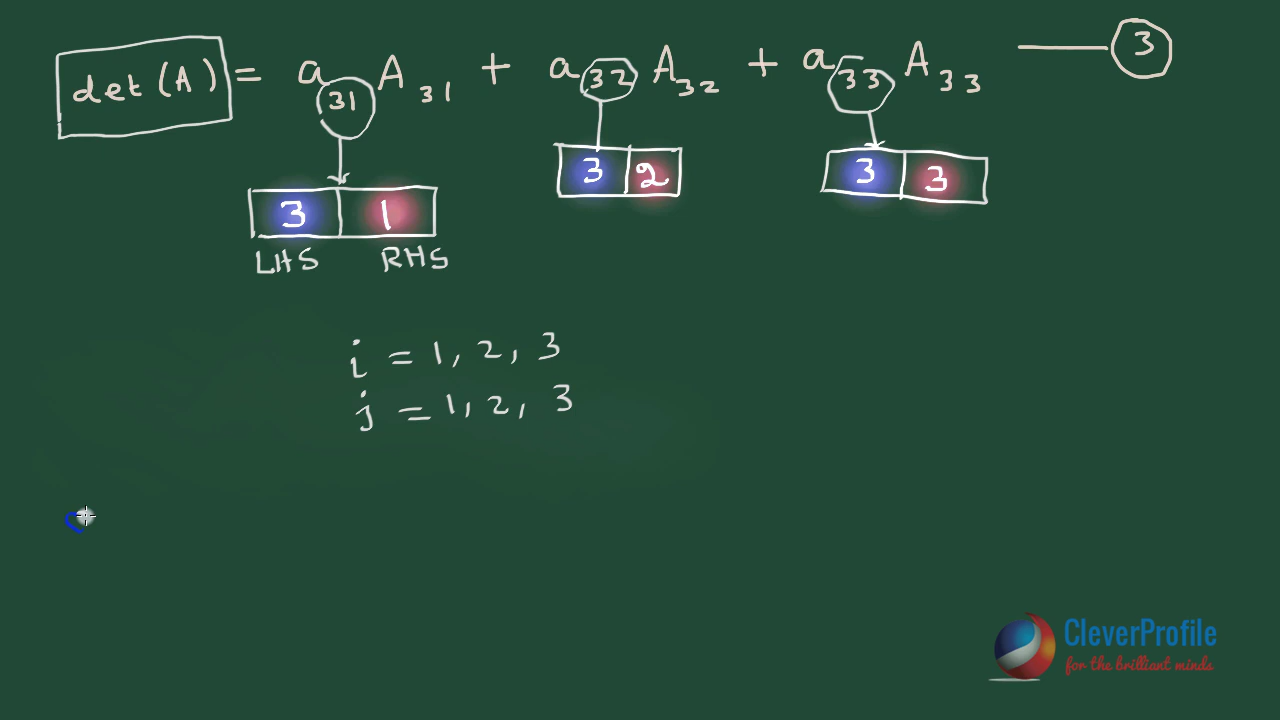 det(A) = a31 A31 + a32 A32 + a33 A33 — 3
3 2 3 3
3 1
LHS RHS
i = 1, 2, 3
j = 1, 2, 3
CleverProfile
for the brilliant minds